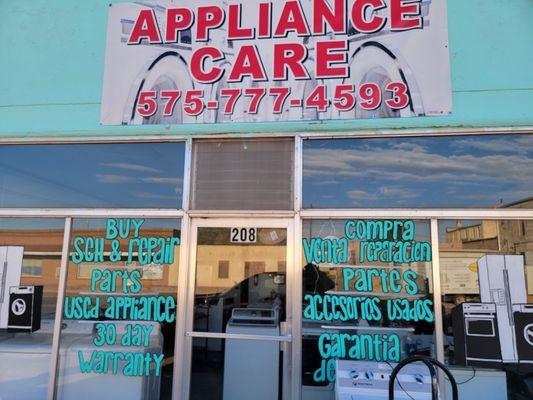 APPLIANCE
CARE
575-777-4593
208
BUY
SELL & REPAIR
PARTS
USED APPLIANCE
30 DAY
WARRANTY
COMPRA
VENTA REPARACION
PARTES
ACCESORIOS USADOS
GARANTIA
DE